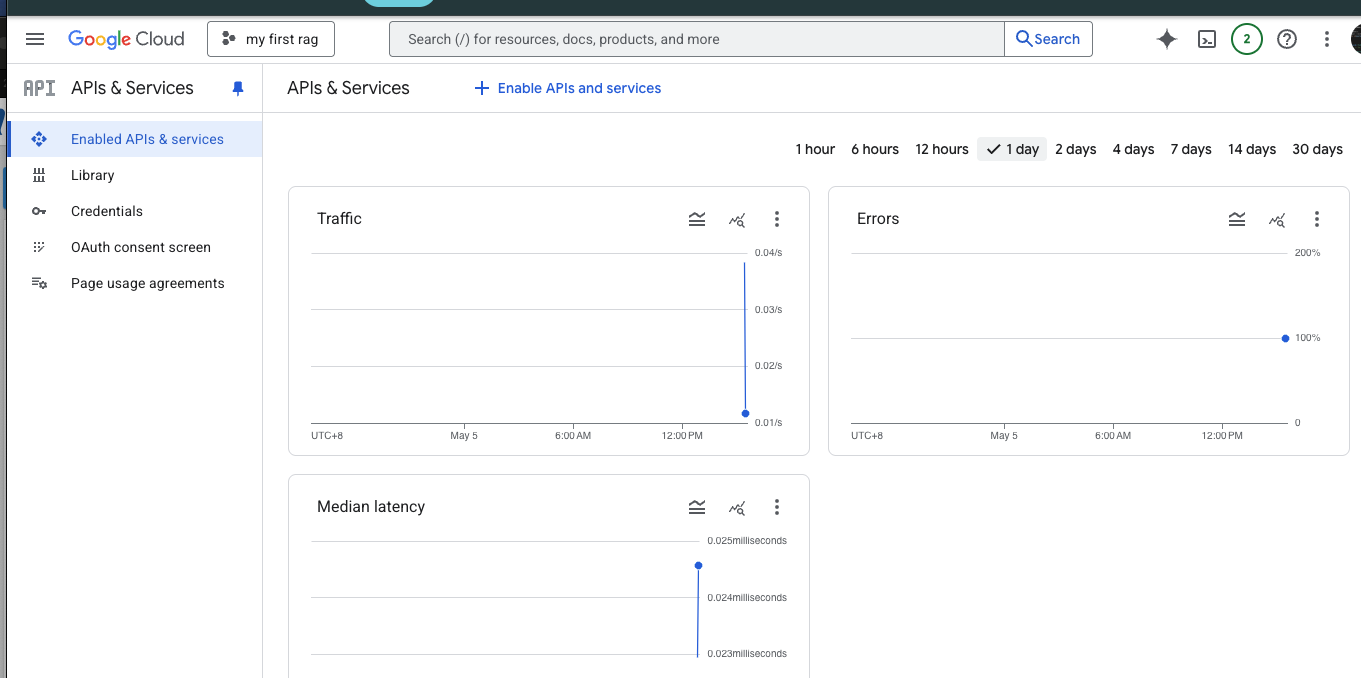 Google Cloud
my first rag
Search (/) for resources, docs, products, and more
Search
2
API APIs & Services
APIs & Services
Enable APIs and services
Enabled APIs & services
Library
Credentials
OAuth consent screen
Page usage agreements
1 hour 6 hours 12 hours 1 day 2 days 4 days 7 days 14 days 30 days
Traffic
0.04/s
0.03/s
0.02/s
0.01/s
UTC+8 May 5 6:00 AM 12:00 PM
Errors
200%
100%
0
UTC+8 May 5 6:00 AM 12:00 PM
Median latency
0.025milliseconds
0.024milliseconds
0.023milliseconds